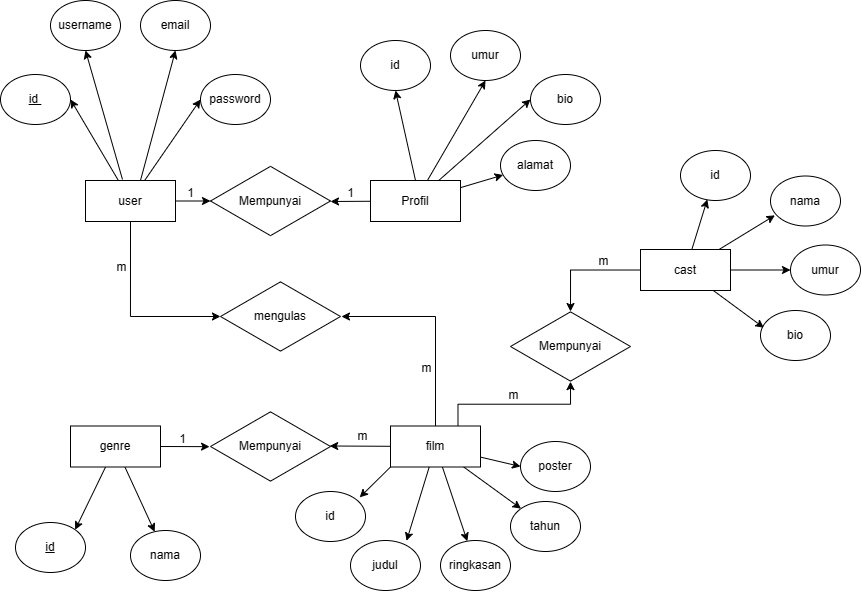 username
email
id
password
id
umur
bio
alamat
user
1
Mempunyai
1
Profil
id
nama
umur
bio
cast
m
m
mengulas
Mempunyai
m
m
genre
1
Mempunyai
m
film
poster
id
tahun
id
nama
judul
ringkasan